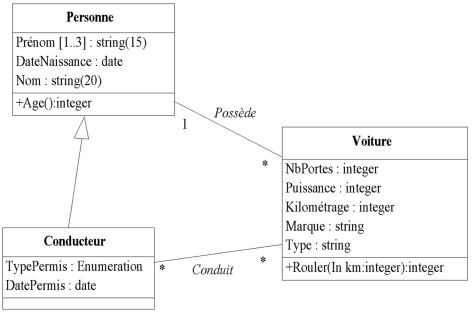 Personne
Prénom [1..3] : string(15)
DateNaissance : date
Nom : string(20)
+Age():integer
1
Possède
*
Voiture
NbPortes : integer
Puissance : integer
Kilométrage : integer
Marque : string
Type : string
+Rouler(In km:integer):integer
Conducteur
TypePermis : Enumeration
DatePermis : date
*
Conduit
*